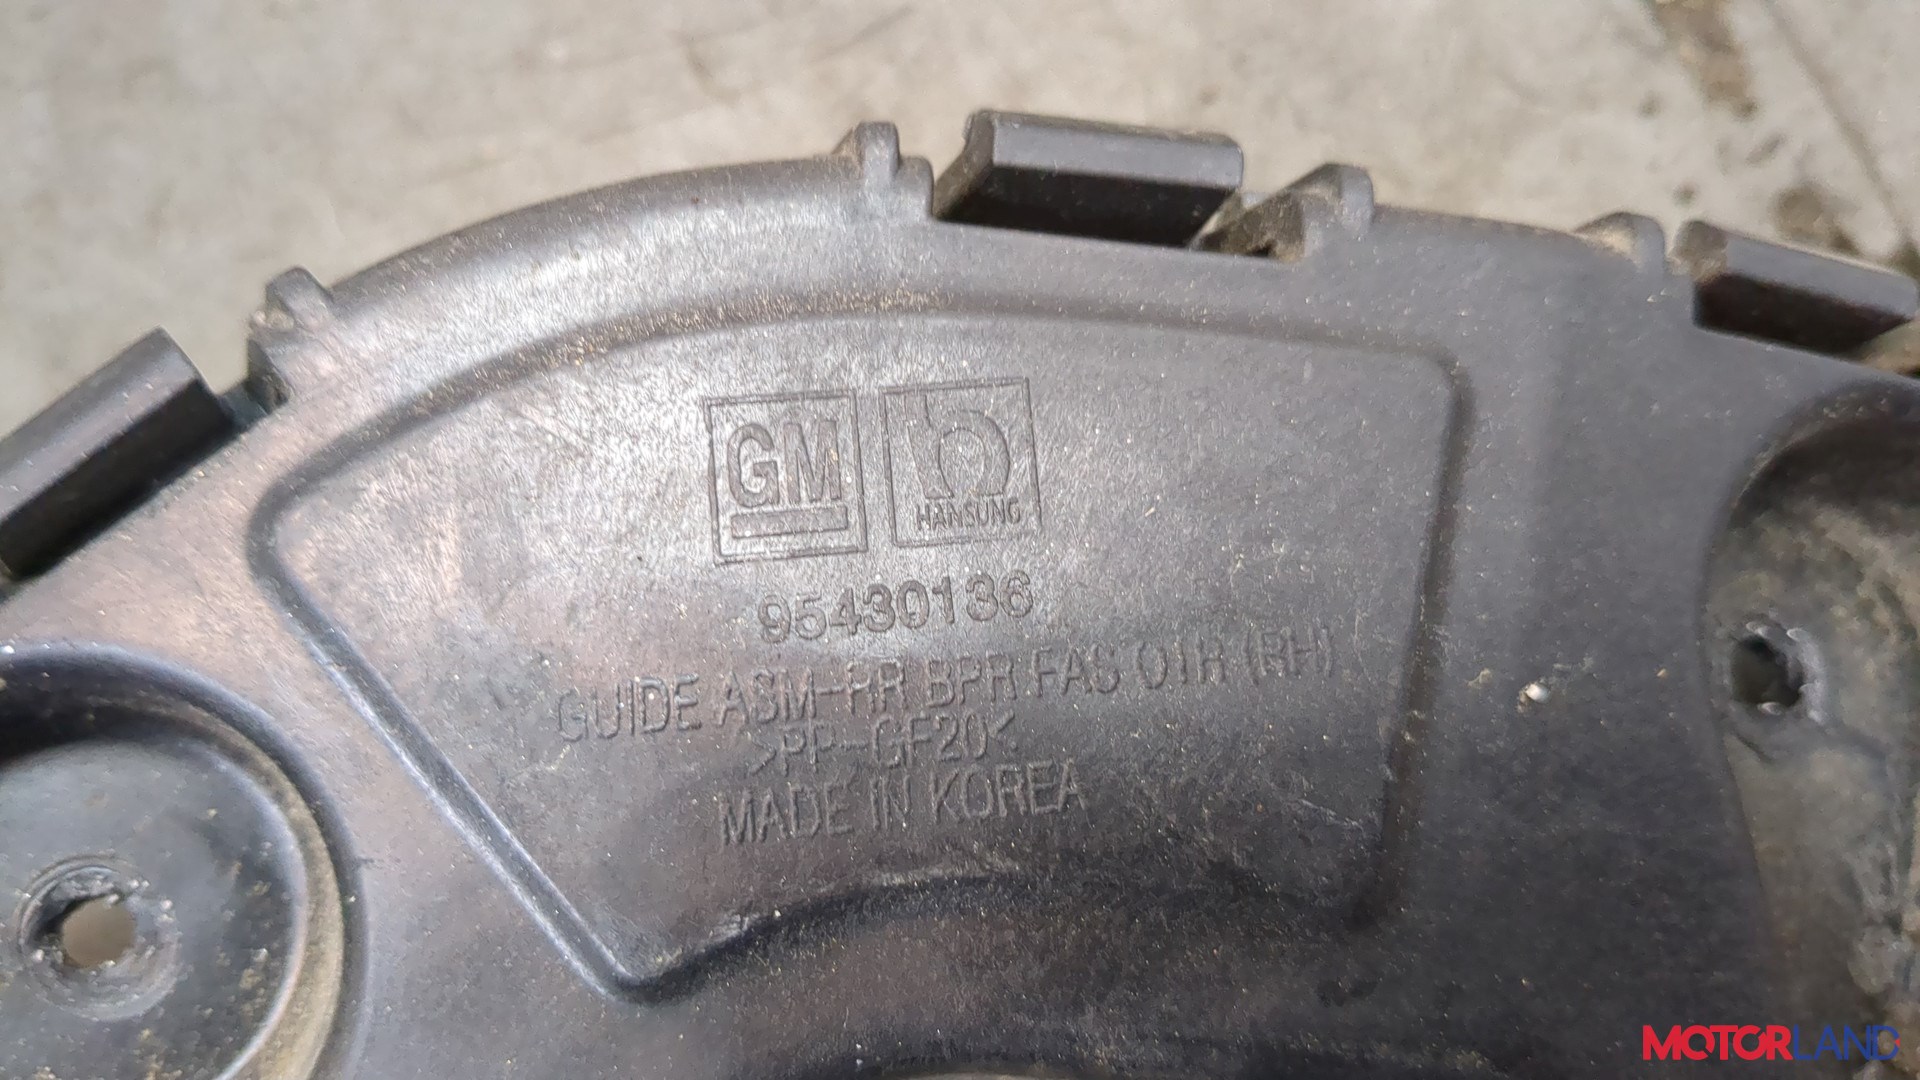 GM
HANSUNG
95430136
GUIDE ASM-RR BPR FAS OTR (RH)
>PP-GF20<
MADE IN KOREA
MOTORLAND